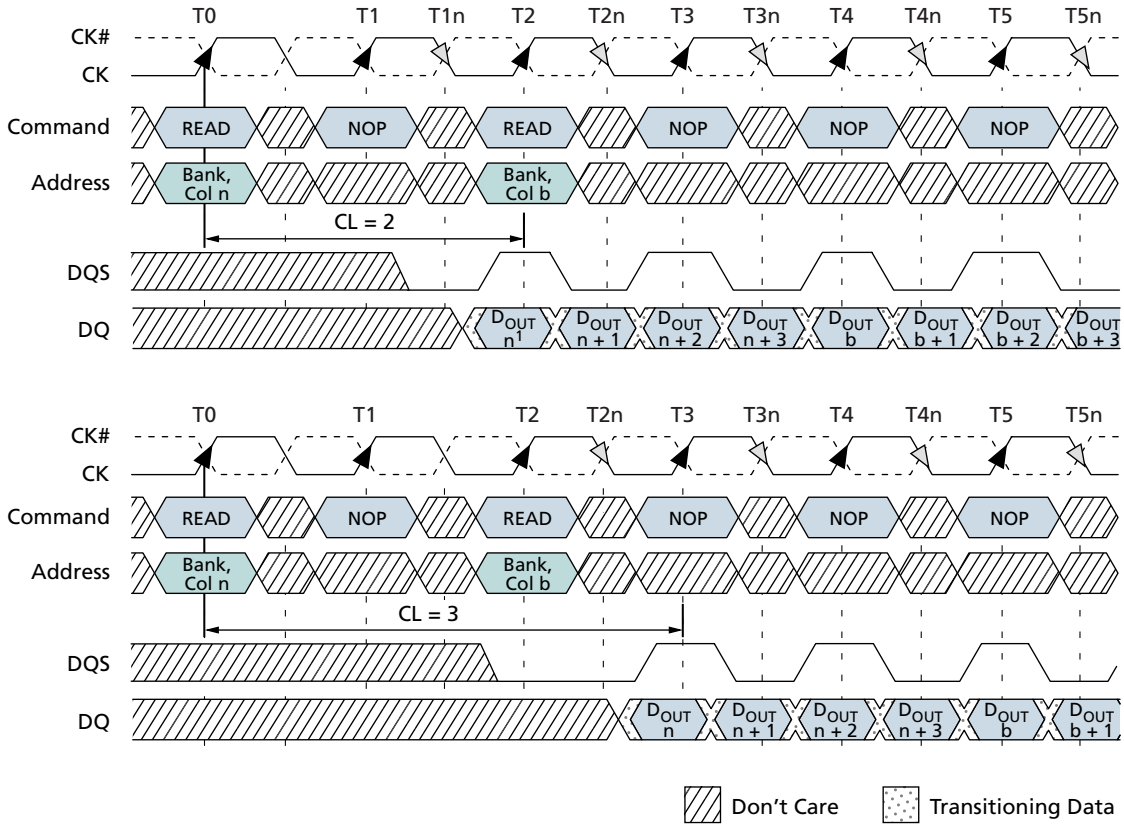 T0 T1 T1n T2 T2n T3 T3n T4 T4n T5 T5n
CK#
CK
Command READ NOP READ NOP NOP NOP
Address Bank, Col n Bank, Col b
CL = 2
DQS
DQ DOUT n1 DOUT n + 1 DOUT n + 2 DOUT n + 3 DOUT b DOUT b + 1 DOUT b + 2 DOUT b + 3
T0 T1 T2 T2n T3 T3n T4 T4n T5 T5n
CK#
CK
Command READ NOP READ NOP NOP NOP
Address Bank, Col n Bank, Col b
CL = 3
DQS
DQ DOUT n DOUT n + 1 DOUT n + 2 DOUT n + 3 DOUT b DOUT b + 1
Don't Care Transitioning Data